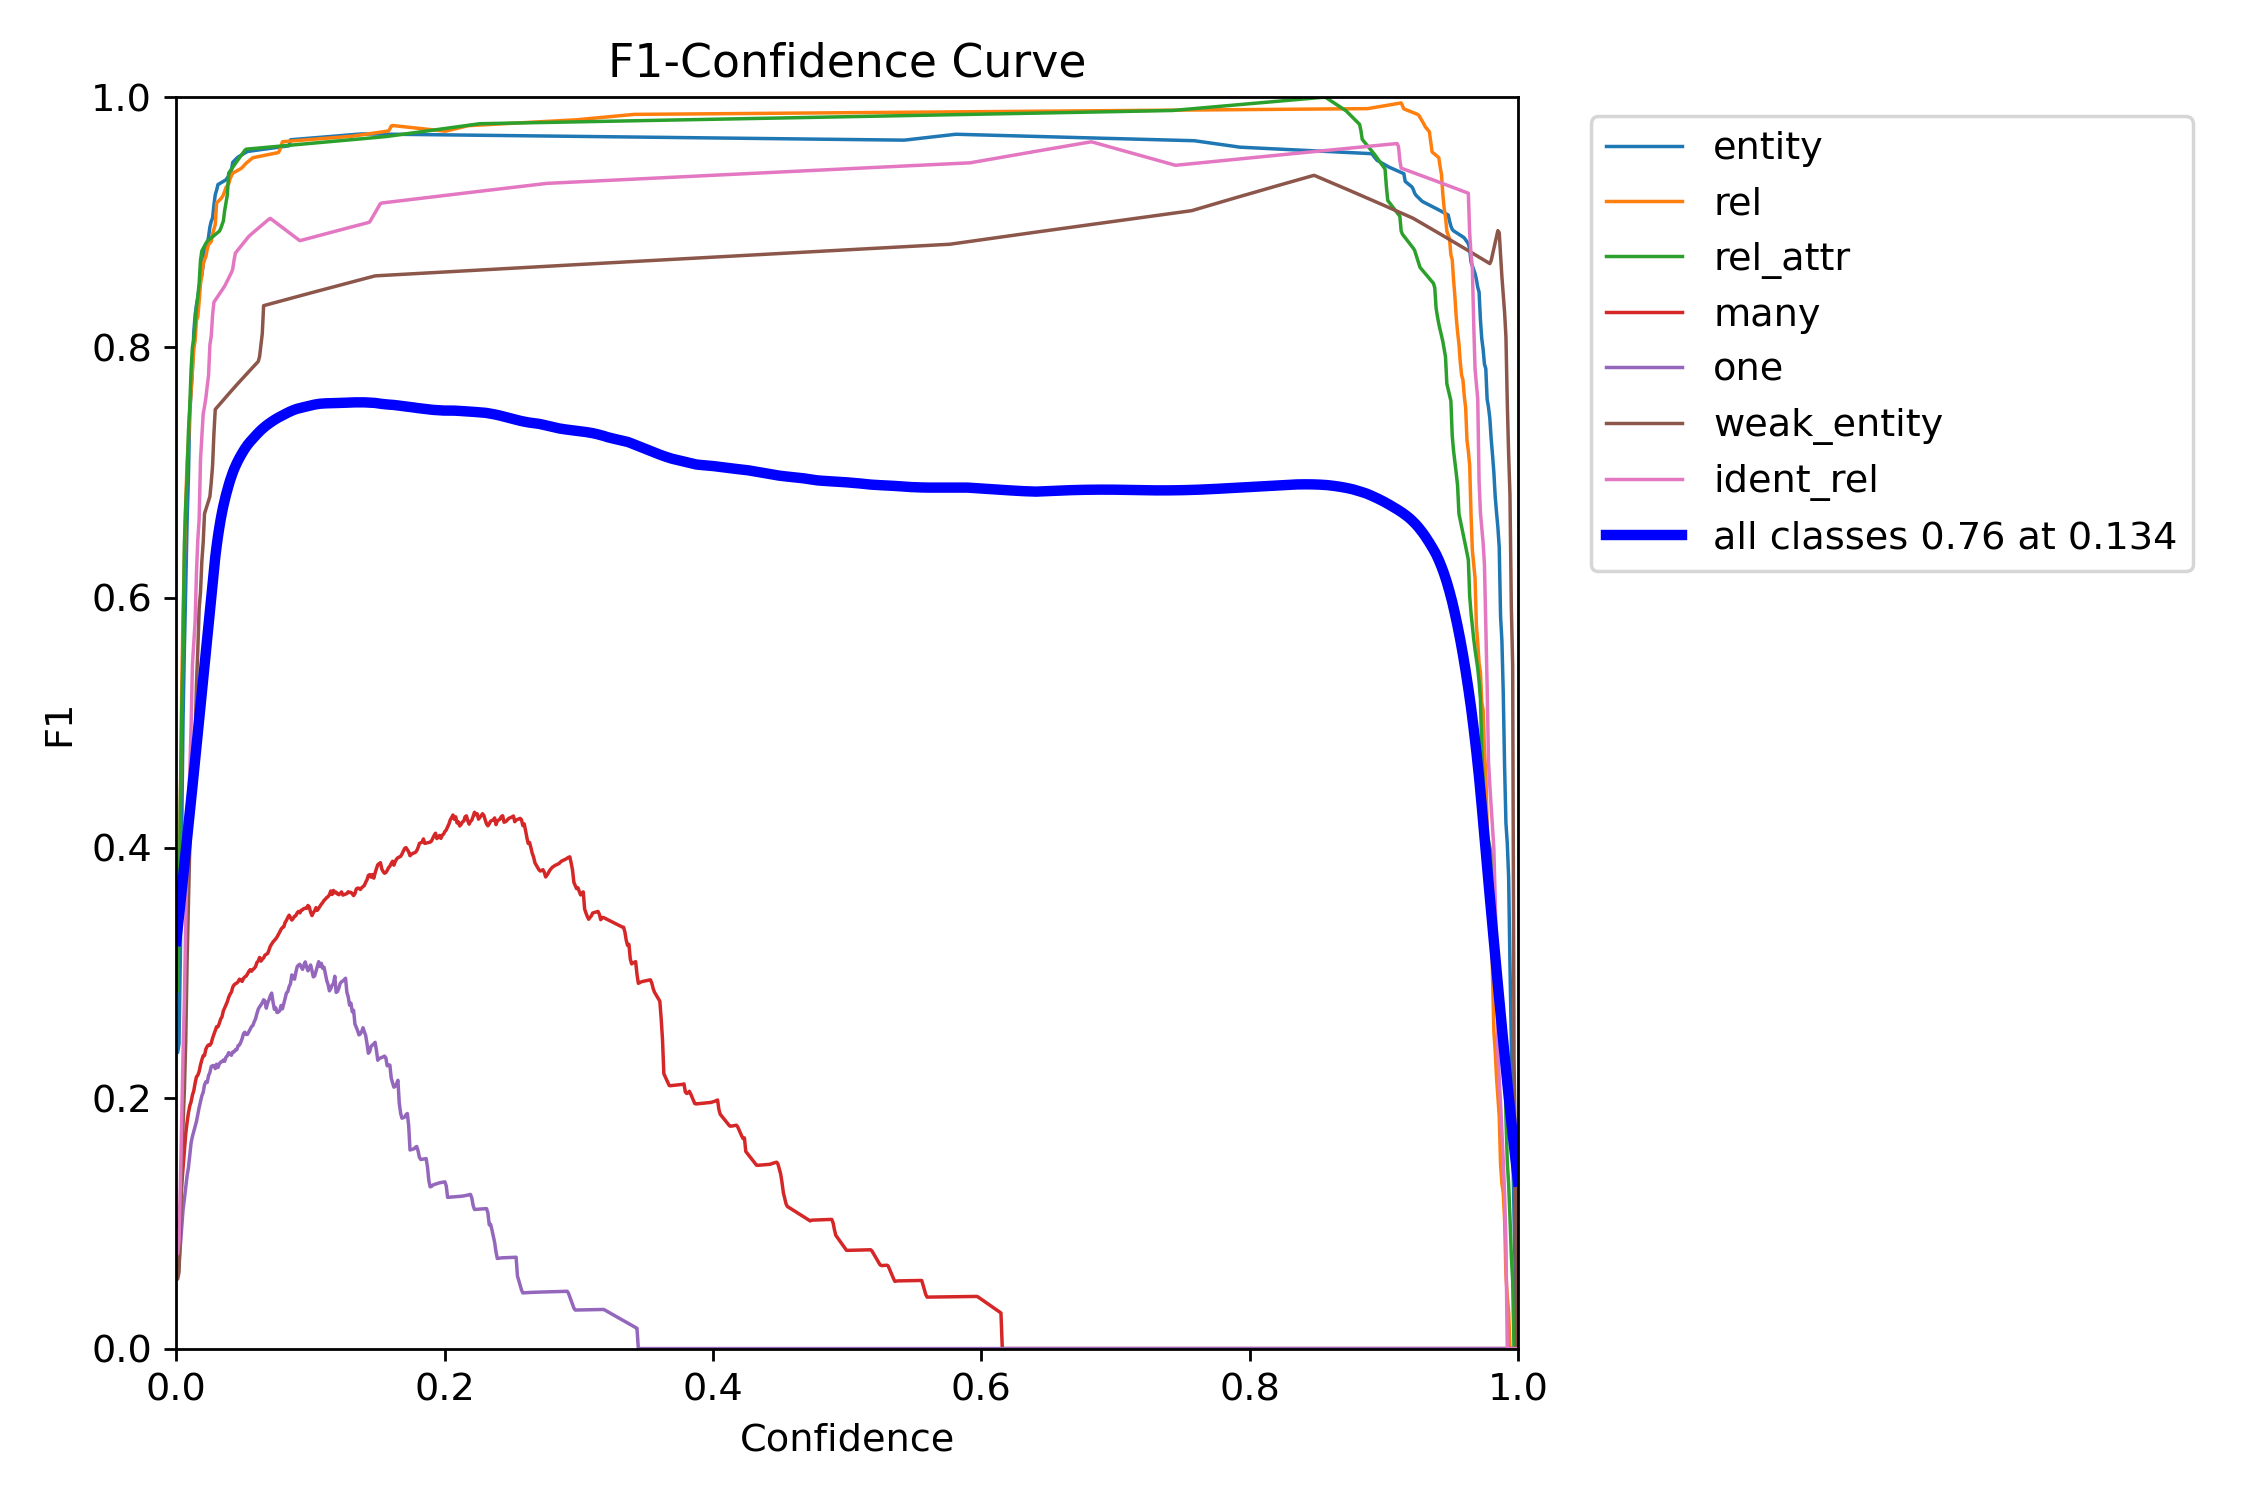 F1-Confidence Curve
1.0
0.8
0.6
0.4
0.2
0.0
F1
0.0 0.2 0.4 0.6 0.8 1.0
Confidence
entity
rel
rel_attr
many
one
weak_entity
ident_rel
all classes 0.76 at 0.134